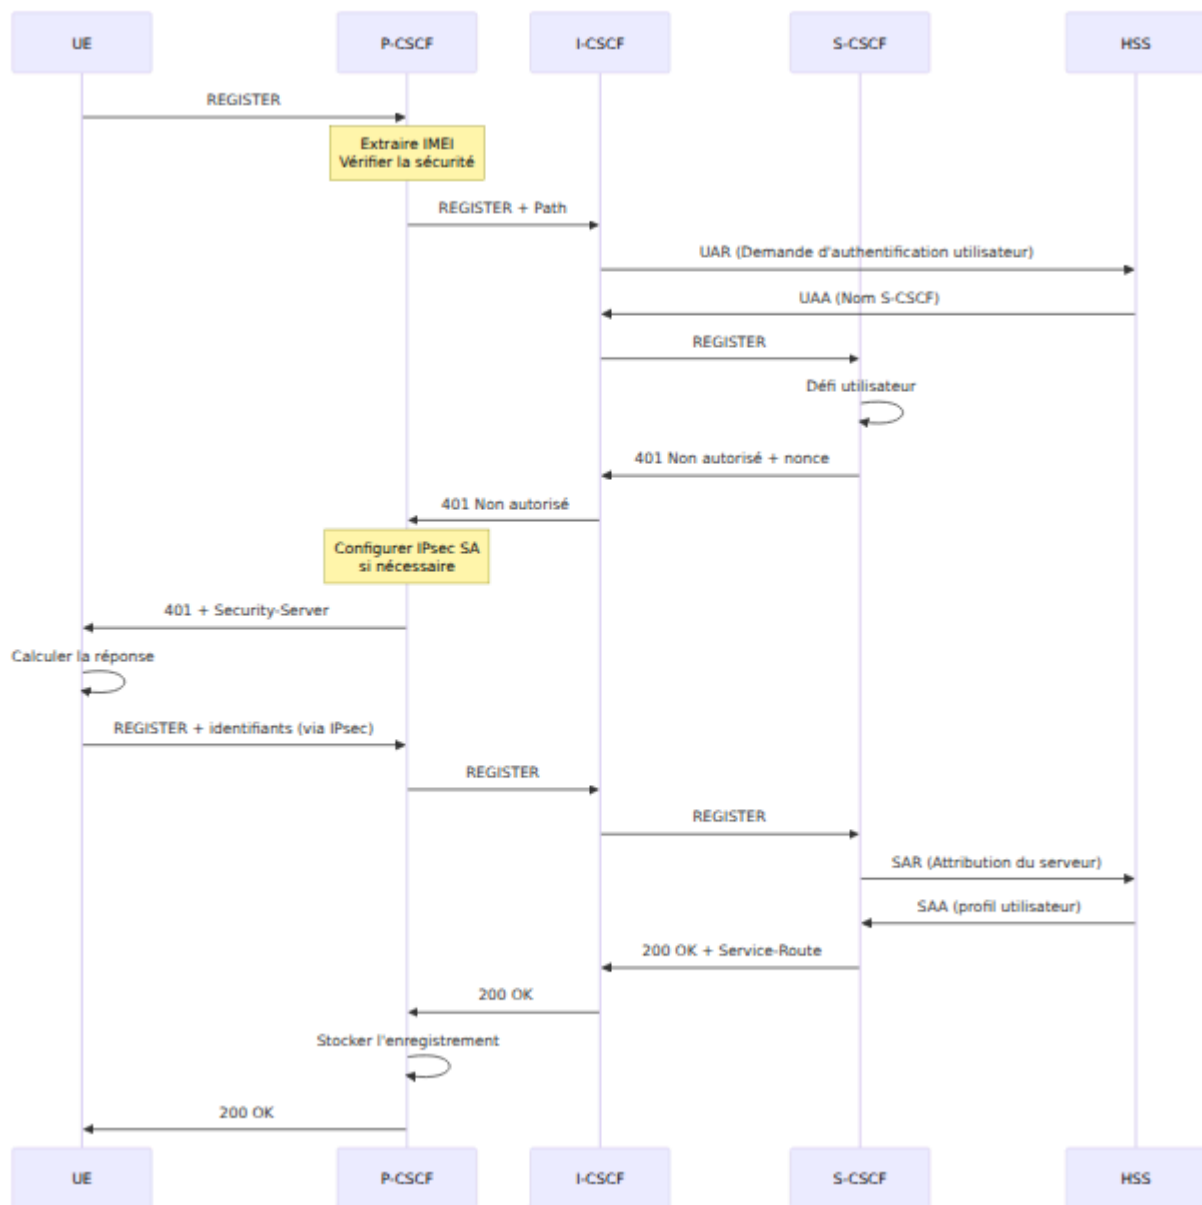 UE
P-CSCF
I-CSCF
S-CSCF
HSS
REGISTER
Extraire IMEI
Vérifier la sécurité
REGISTER + Path
UAR (Demande d'authentification utilisateur)
UAA (Nom S-CSCF)
REGISTER
Défi utilisateur
401 Non autorisé + nonce
401 Non autorisé
Configurer IPsec SA
si nécessaire
401 + Security-Server
Calculer la réponse
REGISTER + identifiants (via IPsec)
REGISTER
REGISTER
SAR (Attribution du serveur)
SAA (profil utilisateur)
200 OK + Service-Route
200 OK
Stocker l'enregistrement
200 OK
UE
P-CSCF
I-CSCF
S-CSCF
HSS